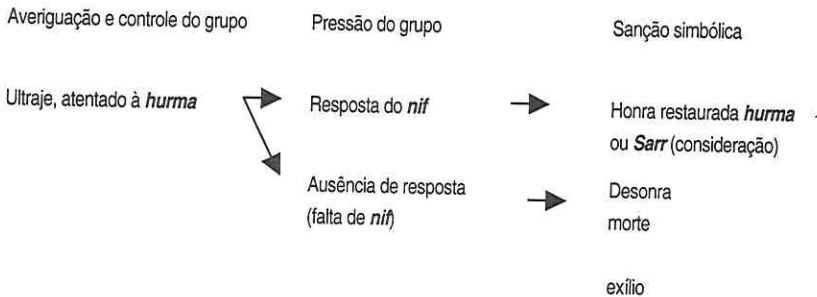 Averiguação e controle do grupo
Pressão do grupo
Sanção simbólica
Ultraje, atentado à hurma
Resposta do nif
Honra restaurada hurma
ou Sarr (consideração)
Ausência de resposta
(falta de nif)
Desonra
morte
exílio